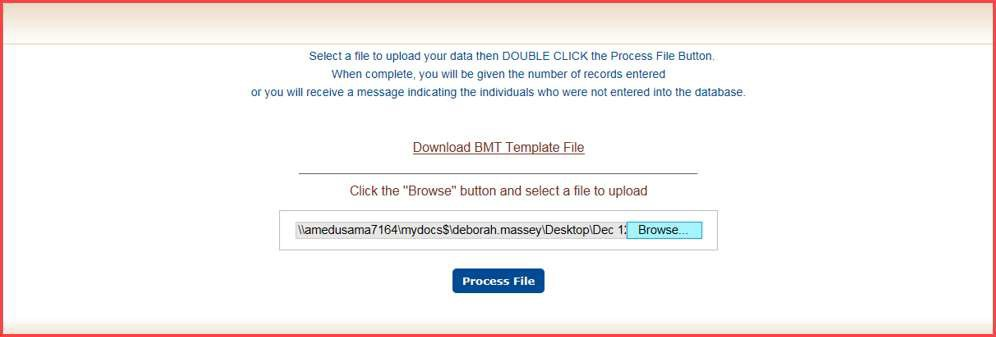 Select a file to upload your data then DOUBLE CLICK the Process File Button.
When complete, you will be given the number of records entered
or you will receive a message indicating the individuals who were not entered into the database.
Download BMT Template File
Click the "Browse" button and select a file to upload
\\amedusama7164\mydocs$\deborah.massey\Desktop\Dec 12 Browse...
Process File